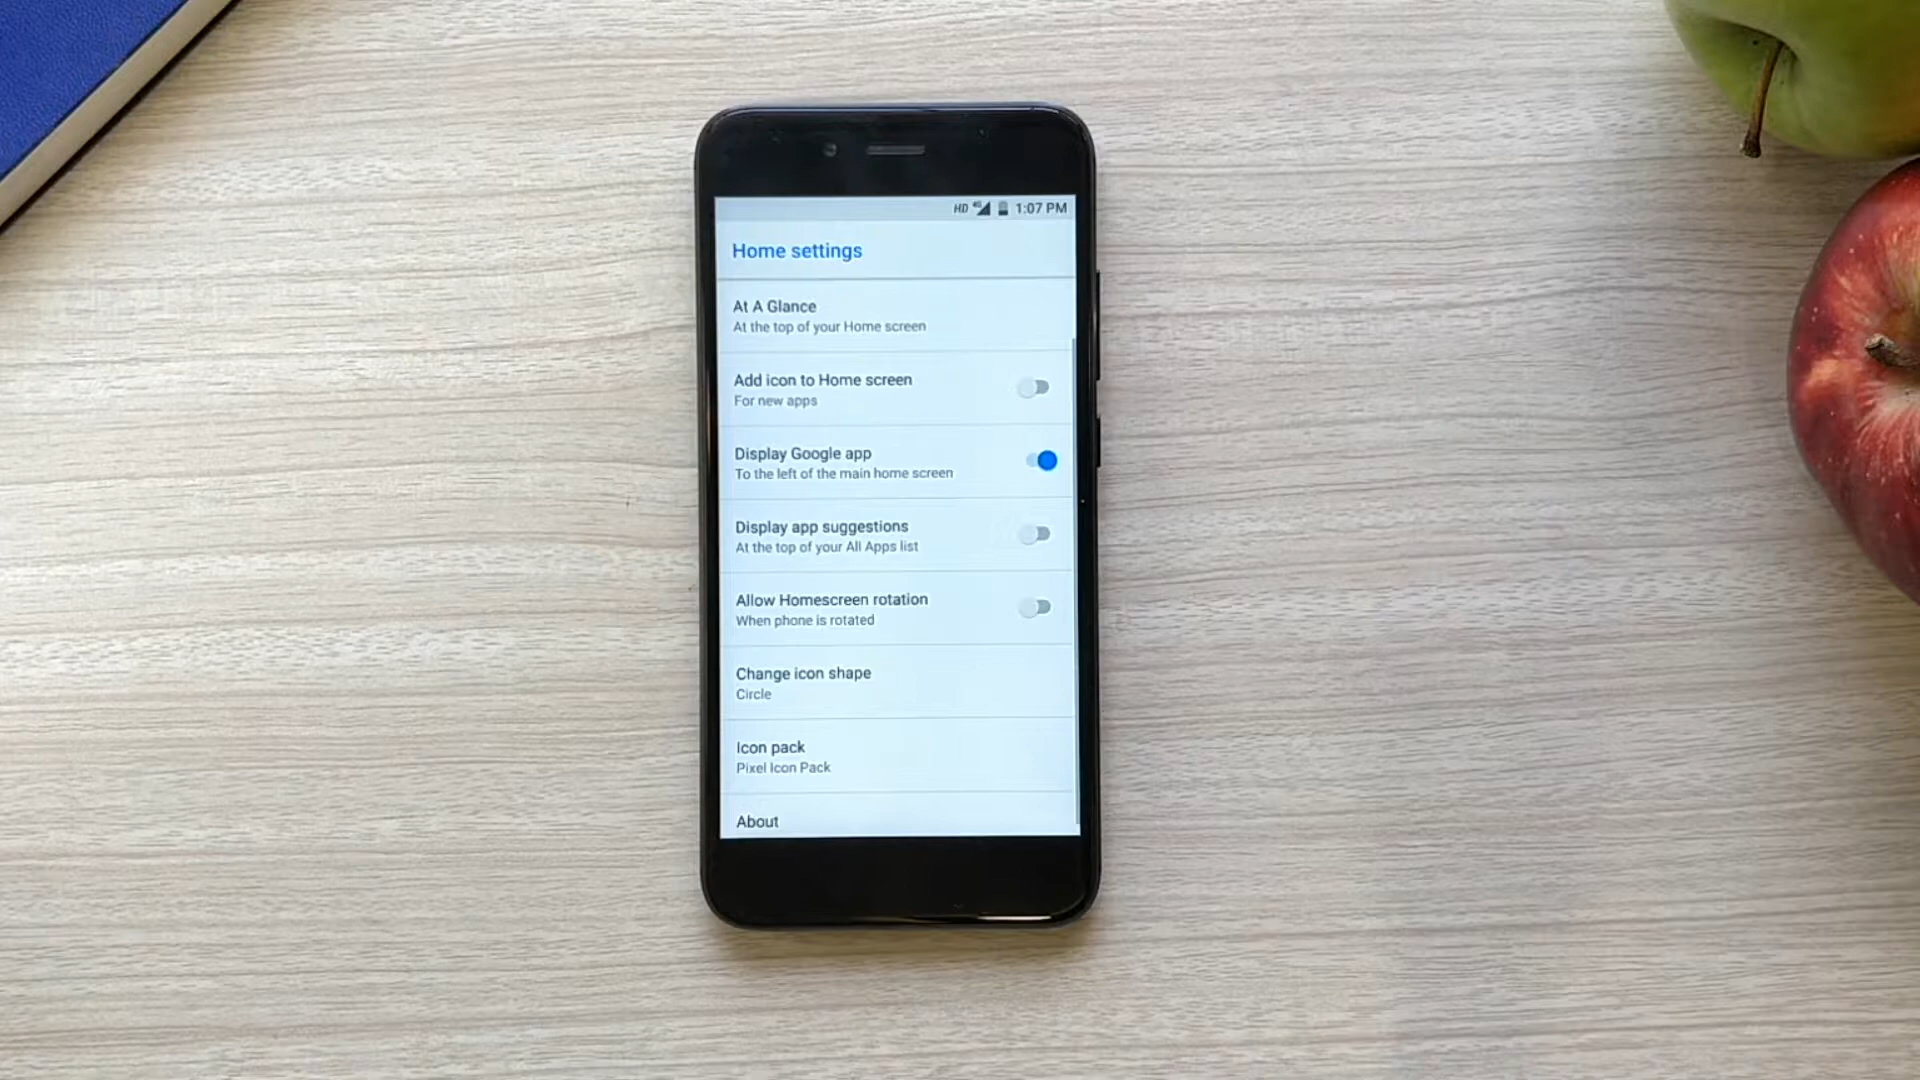 HD 4G 1:07 PM
Home settings
At A Glance
At the top of your Home screen
Add icon to Home screen
For new apps
Display Google app
To the left of the main home screen
Display app suggestions
At the top of your All Apps list
Allow Homescreen rotation
When phone is rotated
Change icon shape
Circle
Icon pack
Pixel Icon Pack
About